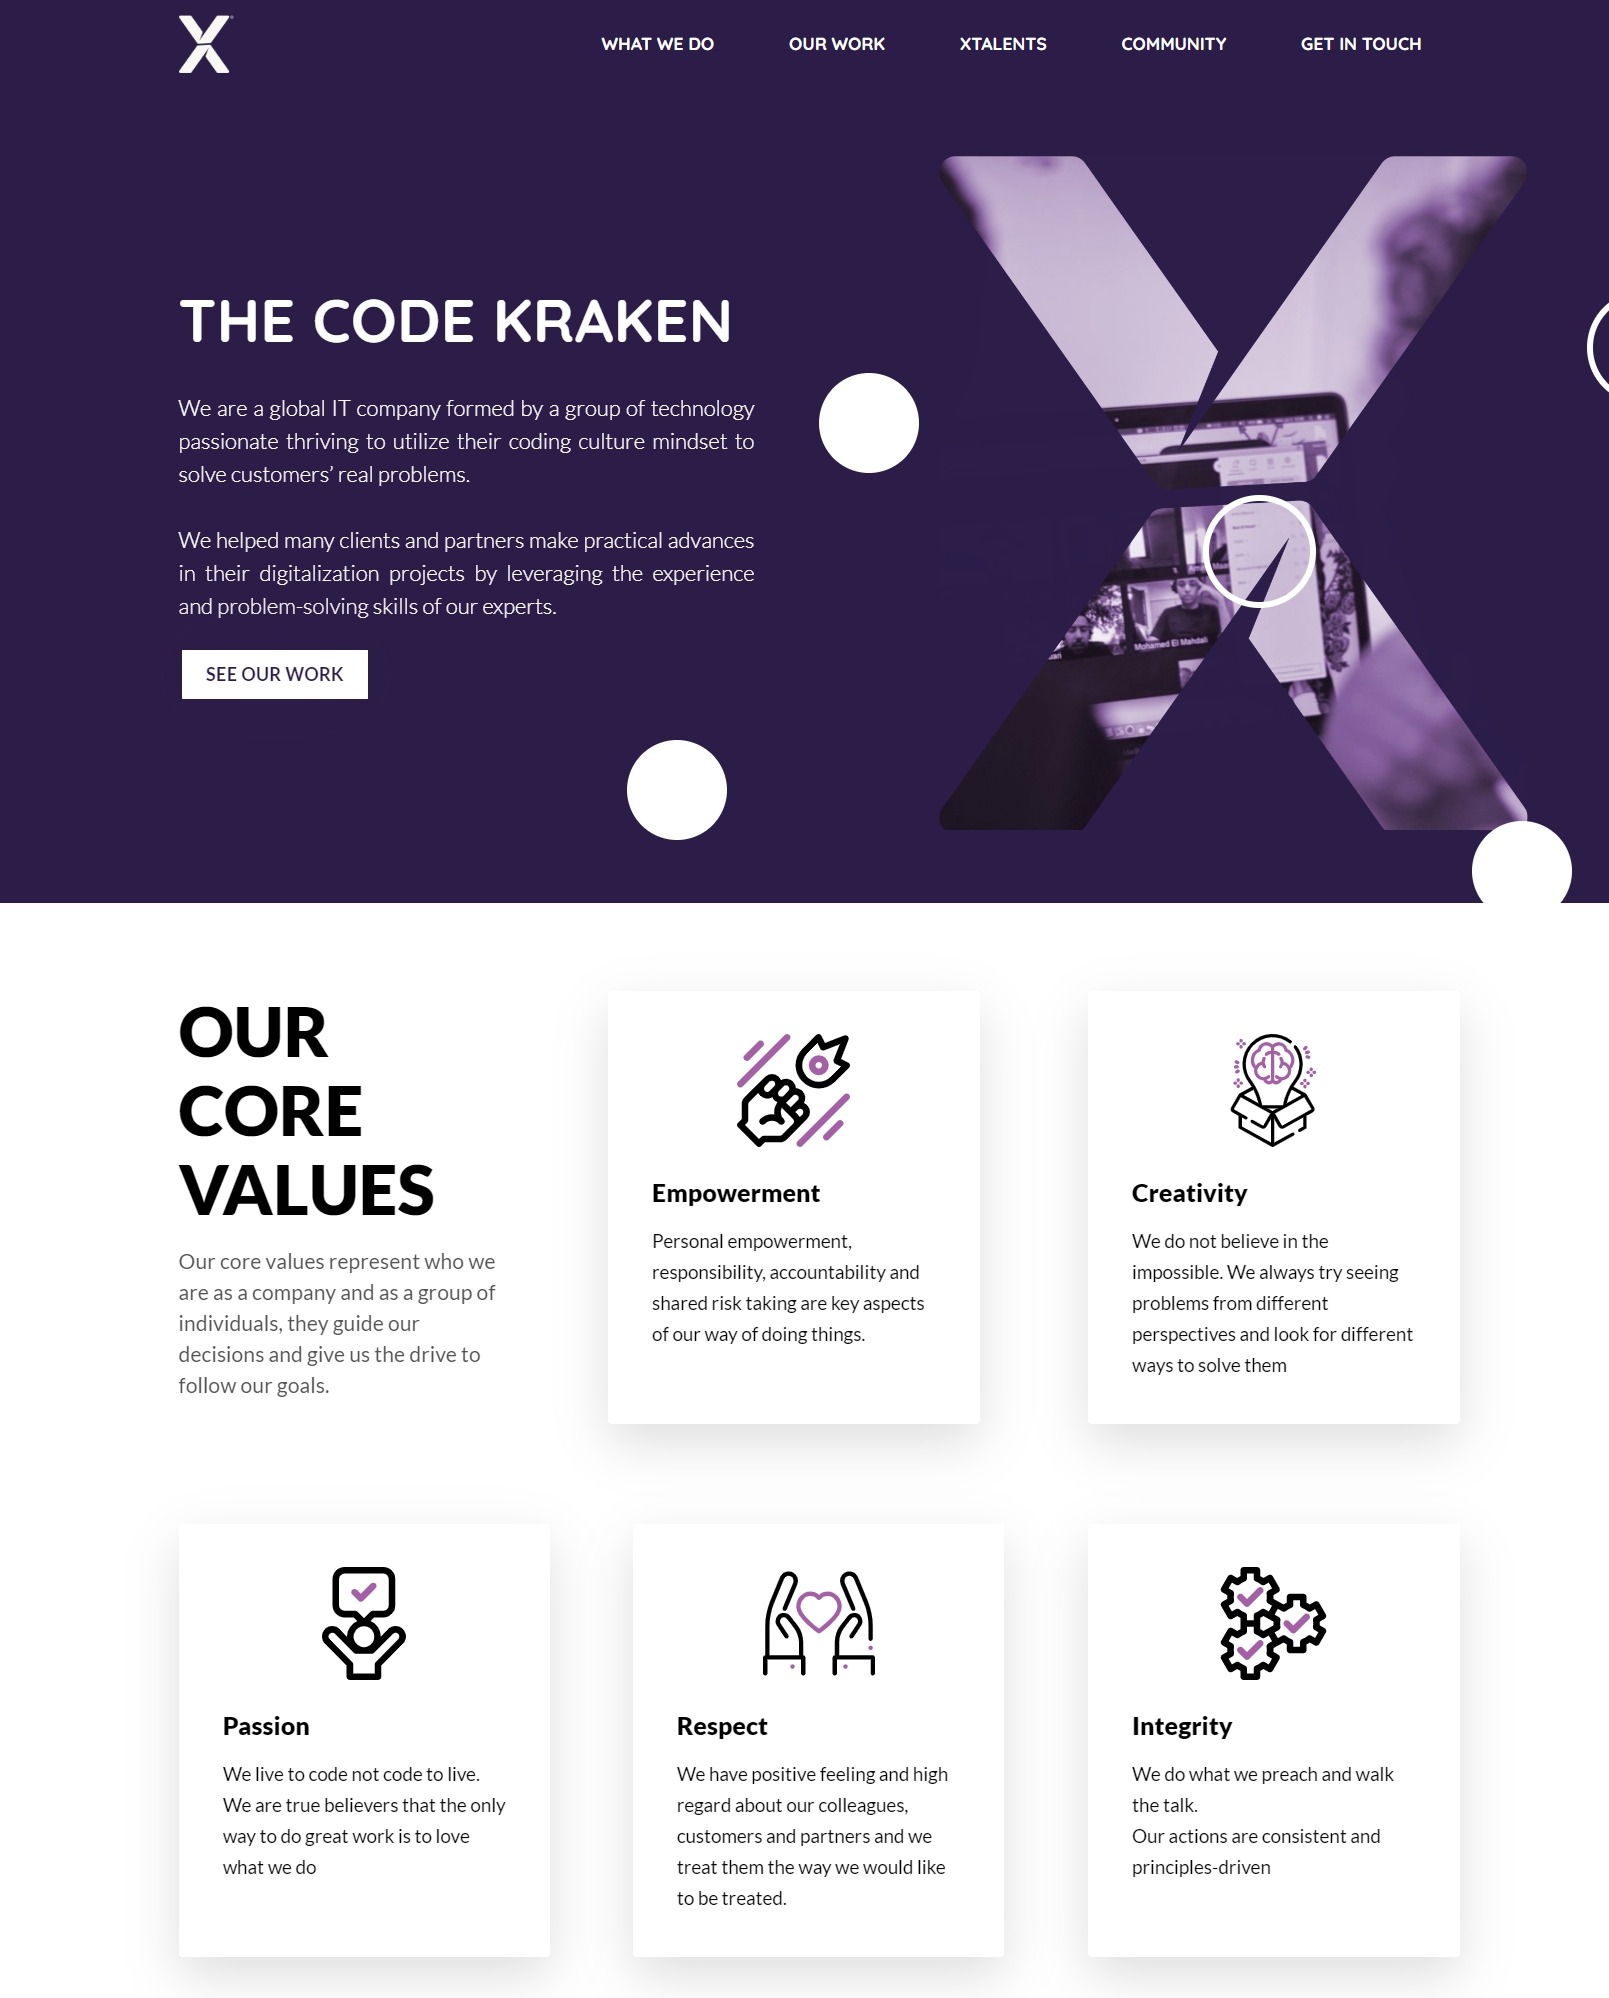 X
WHAT WE DO
OUR WORK
XTALENTS
COMMUNITY
GET IN TOUCH
THE CODE KRAKEN
We are a global IT company formed by a group of technology
passionate thriving to utilize their coding culture mindset to
solve customers’ real problems.
We helped many clients and partners make practical advances
in their digitalization projects by leveraging the experience
and problem-solving skills of our experts.
SEE OUR WORK
Mohamed El Mahdali
OUR
CORE
VALUES
Our core values represent who we
are as a company and as a group of
individuals, they guide our
decisions and give us the drive to
follow our goals.
Empowerment
Personal empowerment,
responsibility, accountability and
shared risk taking are key aspects
of our way of doing things.
Creativity
We do not believe in the
impossible. We always try seeing
problems from different
perspectives and look for different
ways to solve them
Passion
We live to code not code to live.
We are true believers that the only
way to do great work is to love
what we do
Respect
We have positive feeling and high
regard about our colleagues,
customers and partners and we
treat them the way we would like
to be treated.
Integrity
We do what we preach and walk
the talk.
Our actions are consistent and
principles-driven